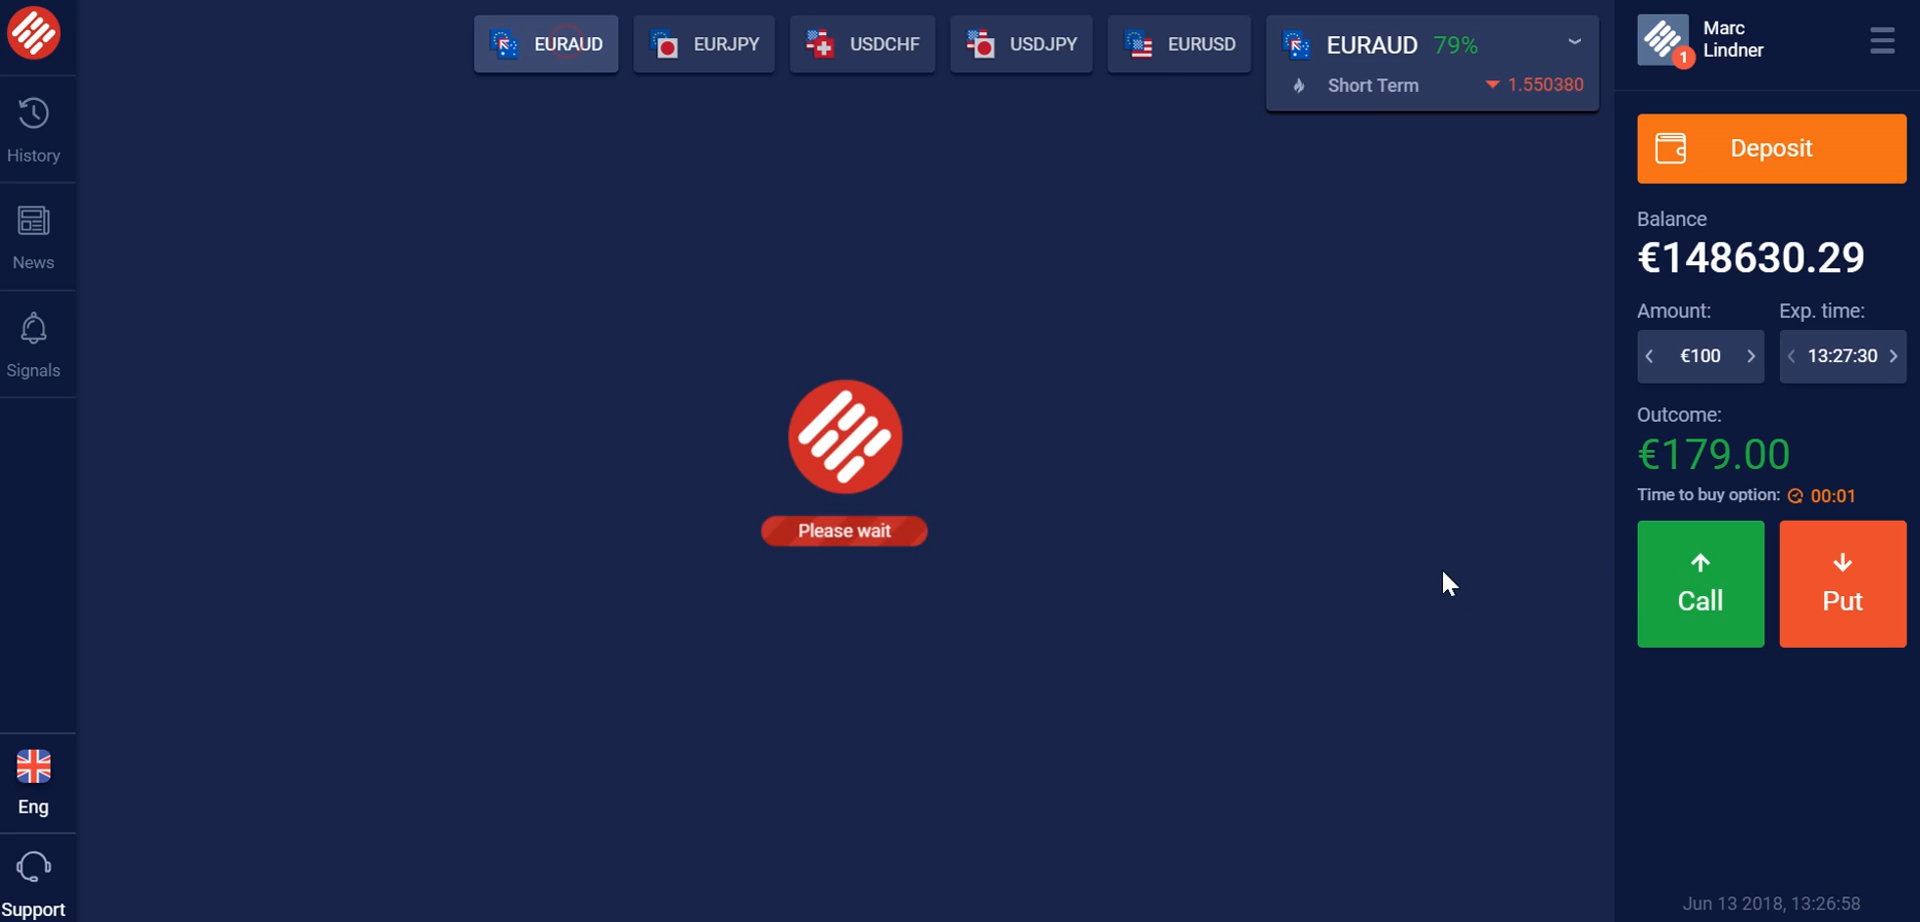 EURAUD
EURJPY
USDCHF
USDJPY
EURUSD
EURAUD 79%
Short Term 1.550380
Marc
Lindner
1
History
News
Signals
Eng
Support
Please wait
Deposit
Balance
€148630.29
Amount: Exp. time:
€100 13:27:30
Outcome:
€179.00
Time to buy option: 00:01
Call Put
Jun 13 2018, 13:26:58